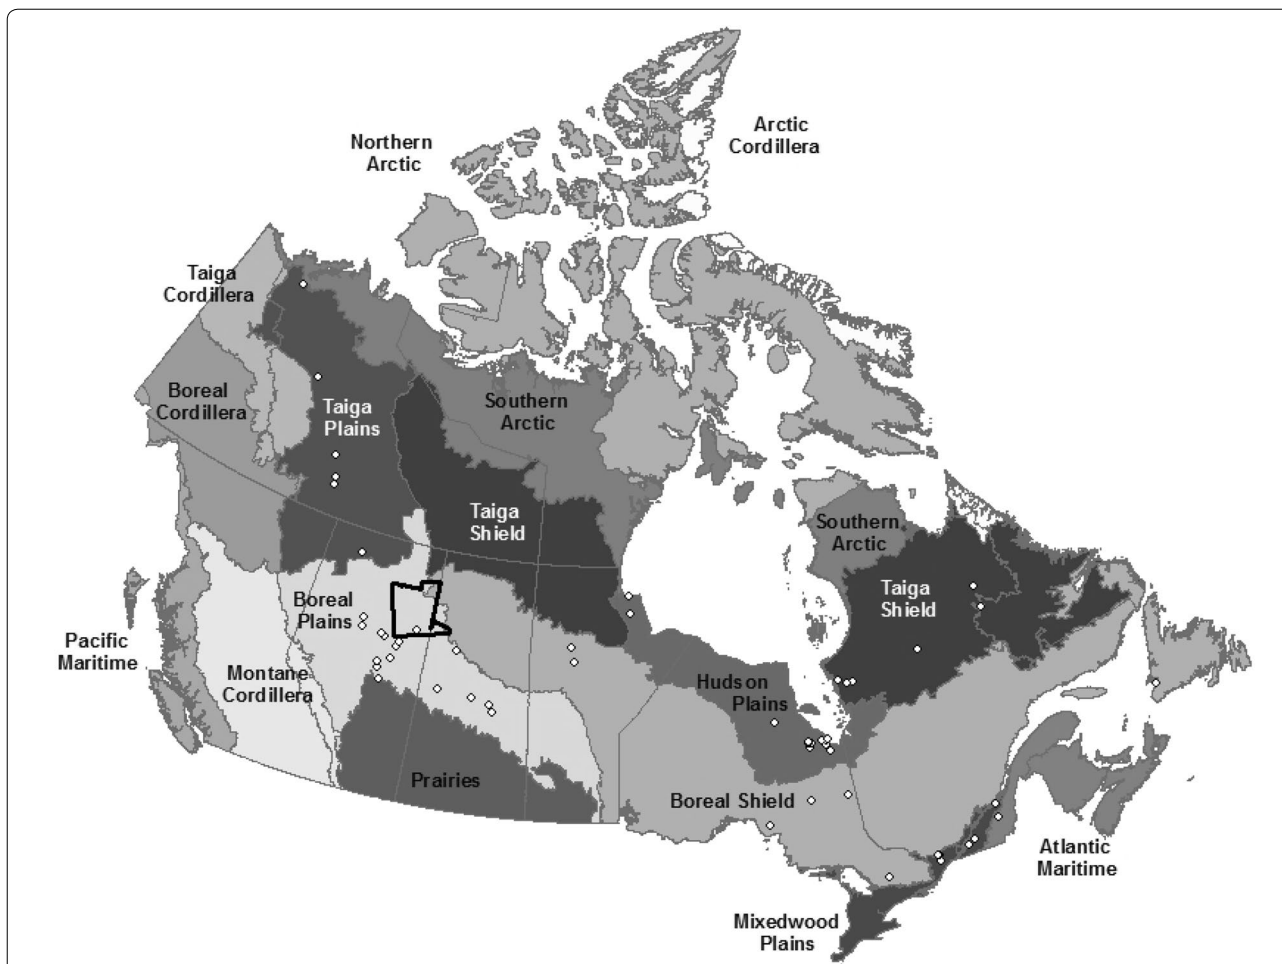 Northern
Arctic
Arctic
Cordillera
Taiga
Cordillera
Boreal
Cordillera
Taiga
Plains
Southern
Arctic
Taiga
Shield
Southern
Arctic
Taiga
Shield
Boreal
Plains
Pacific
Maritime
Montane
Cordillera
Hudson
Plains
Prairies
Boreal Shield
Atlantic
Maritime
Mixedwood
Plains